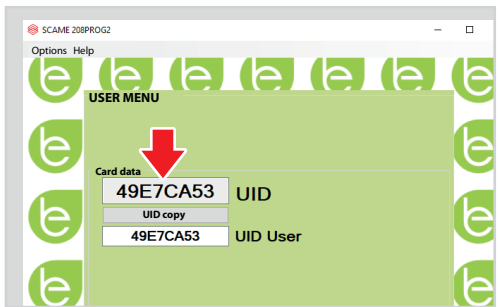 SCAME 208PROG2
Options Help
USER MENU
Card data
49E7CA53 UID
UID copy
49E7CA53 UID User